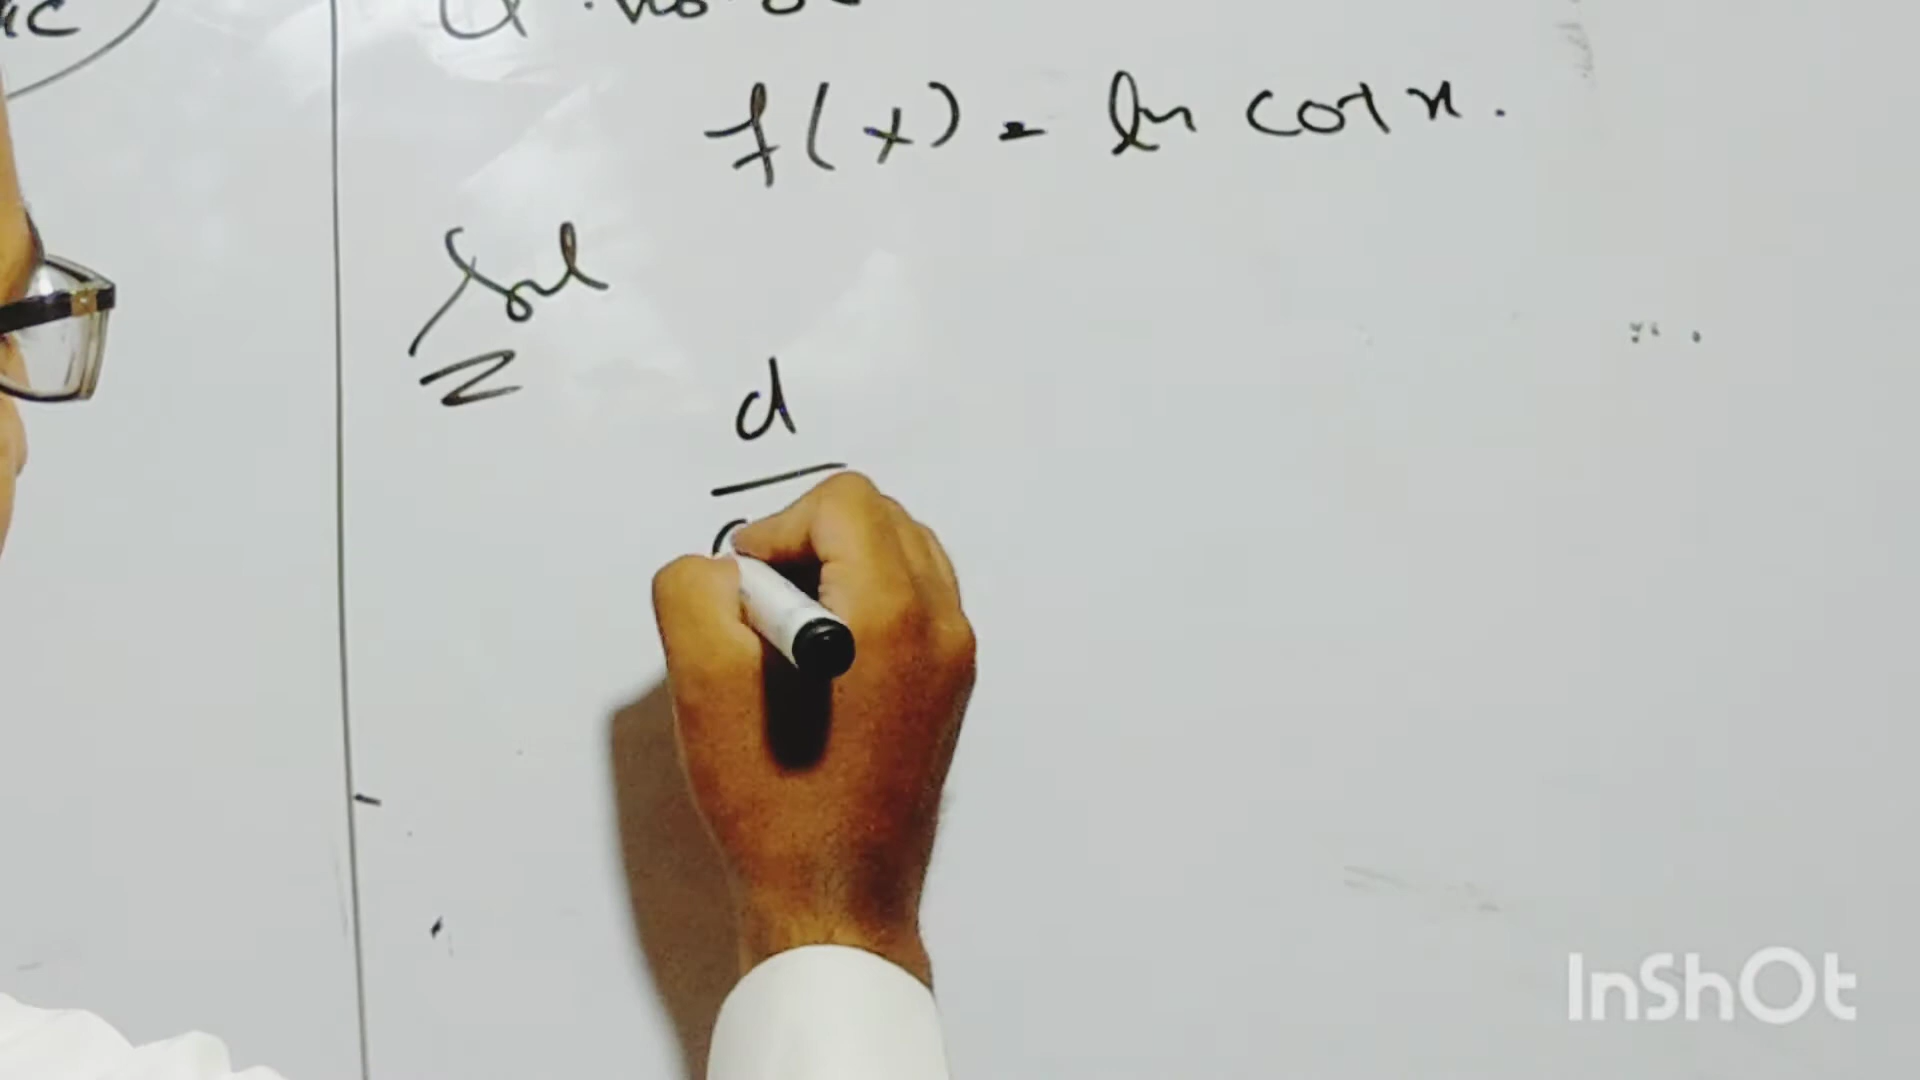 f(x) = ln cot x.
Sol
d
InShOt